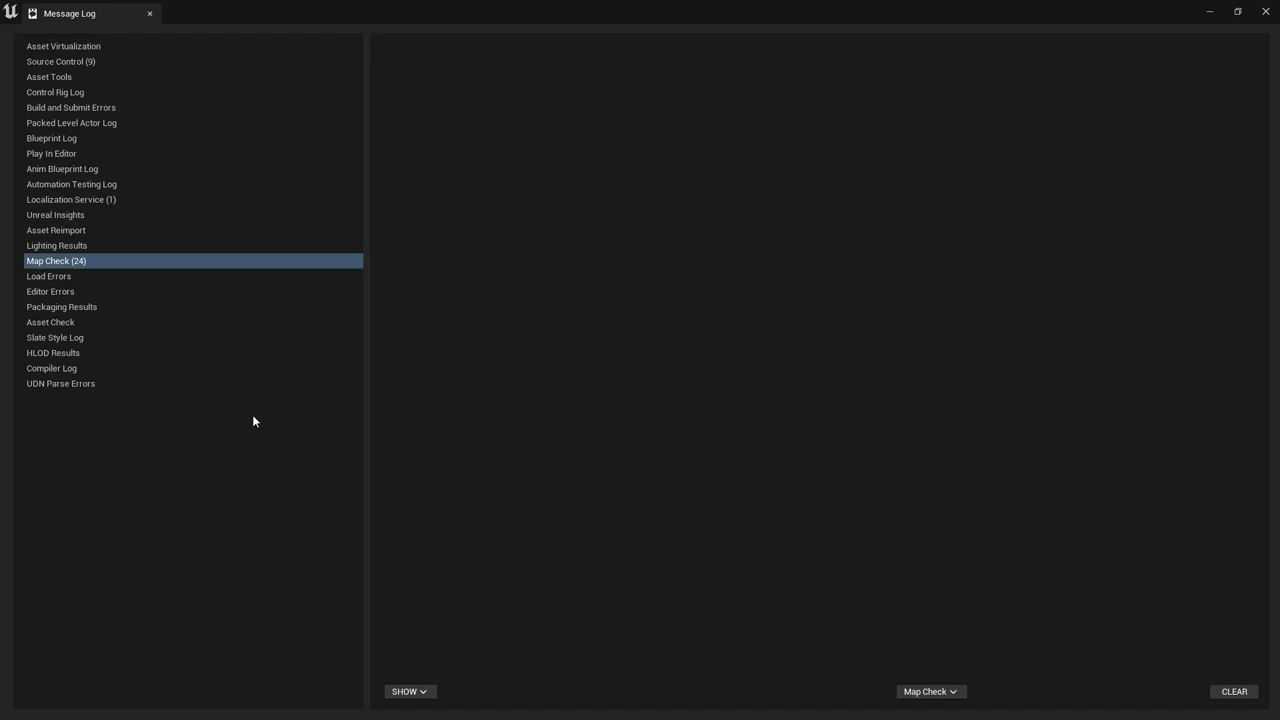 Message Log
Asset Virtualization
Source Control (9)
Asset Tools
Control Rig Log
Build and Submit Errors
Packed Level Actor Log
Blueprint Log
Play In Editor
Anim Blueprint Log
Automation Testing Log
Localization Service (1)
Unreal Insights
Asset Reimport
Lighting Results
Map Check (24)
Load Errors
Editor Errors
Packaging Results
Asset Check
Slate Style Log
HLOD Results
Compiler Log
UDN Parse Errors
SHOW
Map Check
CLEAR